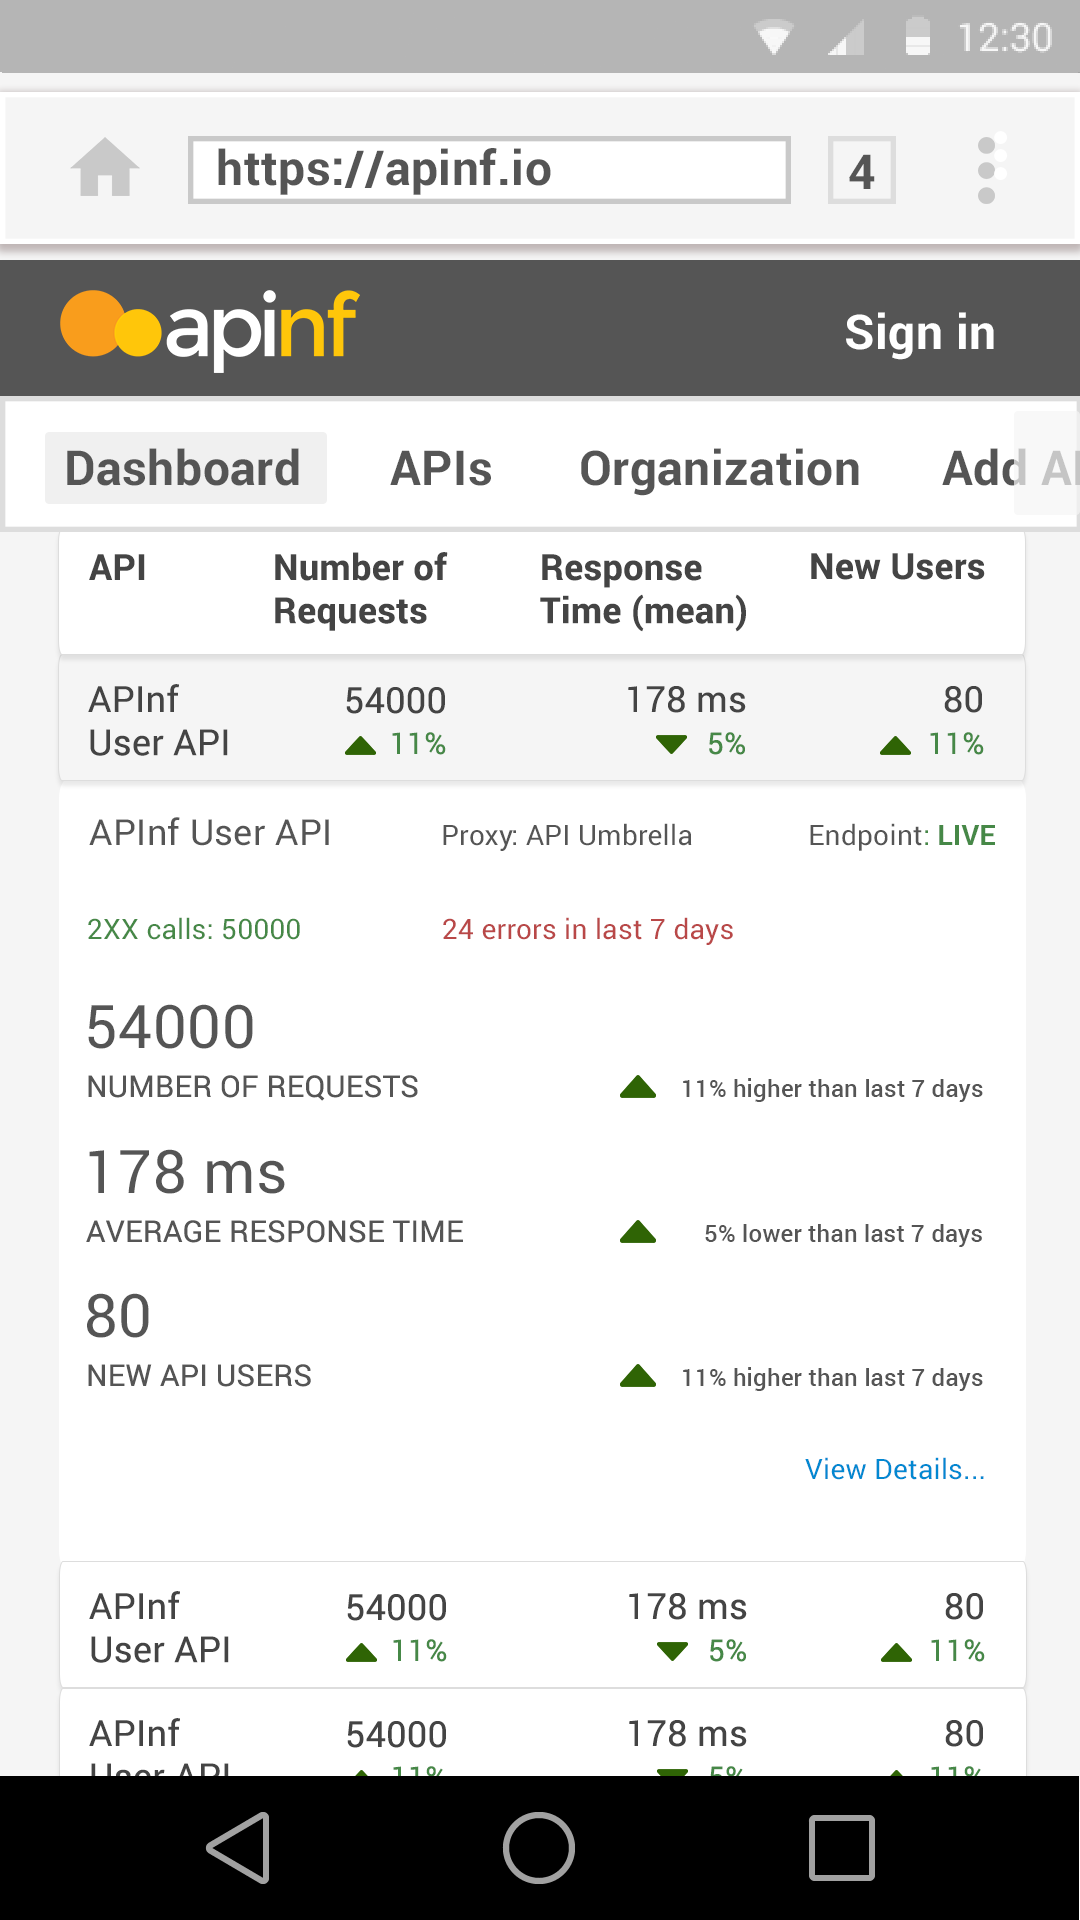 12:30
https://apinf.io
4
apinf
Sign in
Dashboard APIs Organization Add
API Number of Requests Response Time (mean) New Users
APInf User API 54000 178 ms 80
11% 5% 11%
APInf User API Proxy: API Umbrella Endpoint: LIVE
2XX calls: 50000 24 errors in last 7 days
54000
NUMBER OF REQUESTS 11% higher than last 7 days
178 ms
AVERAGE RESPONSE TIME 5% lower than last 7 days
80
NEW API USERS 11% higher than last 7 days
View Details...
APInf 54000 178 ms 80
User API 11% 5% 11%
APInf 54000 178 ms 80
User API 11% 5% 11%